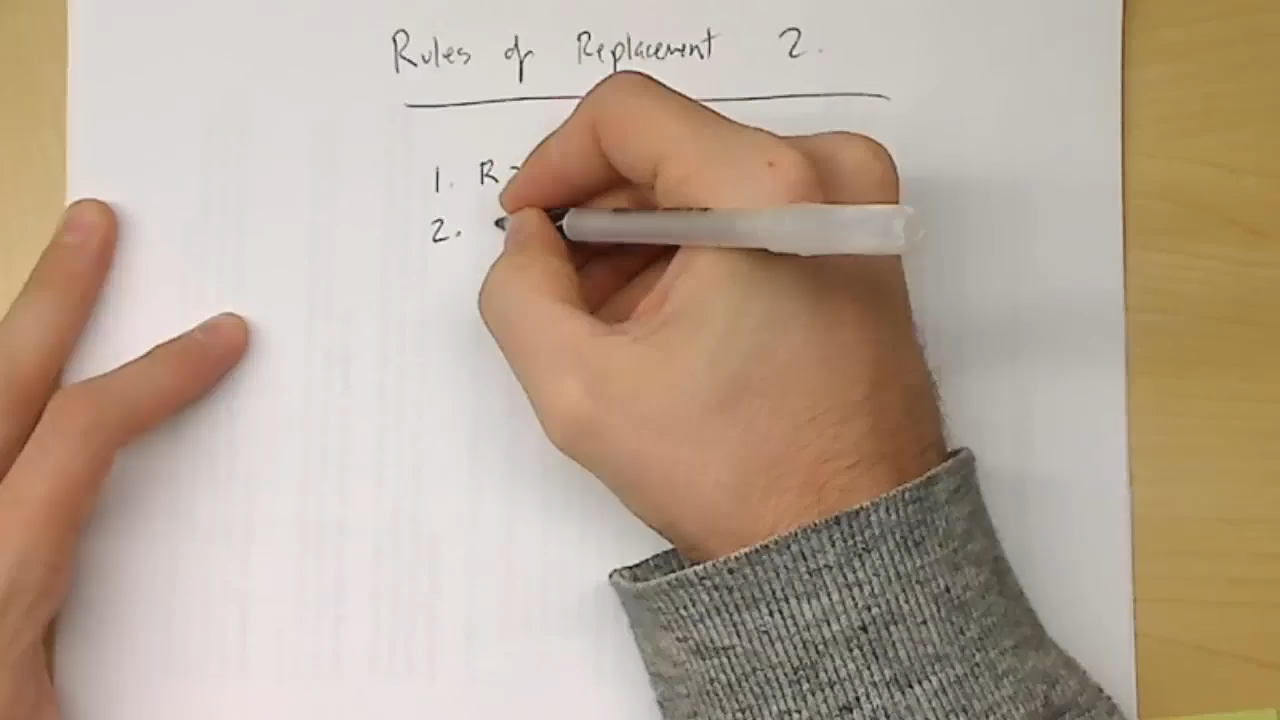 Rules of Replacement 2.
1. R
2.